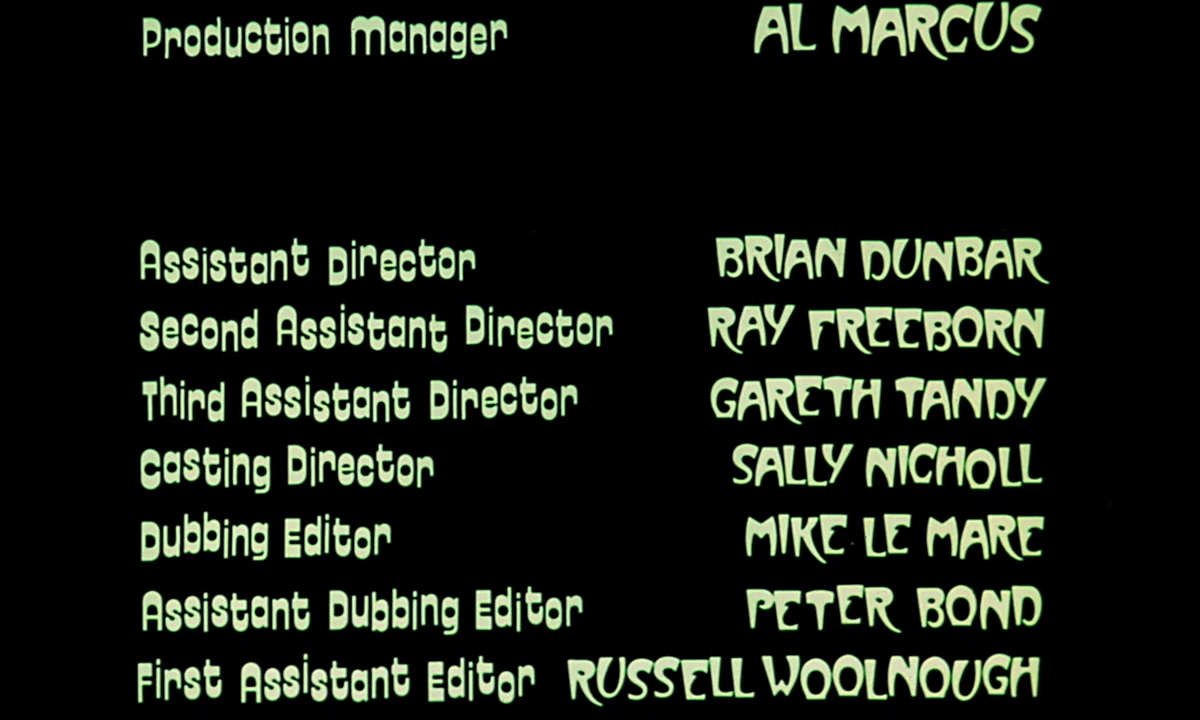 Production Manager AL MARCUS
Assistant Director BRIAN DUNBAR
Second Assistant Director RAY FREEBORN
Third Assistant Director GARETH TANDY
Casting Director SALLY NICHOLL
Dubbing Editor MIKE LE MARE
Assistant Dubbing Editor PETER BOND
First Assistant Editor RUSSELL WOOLNOUGH